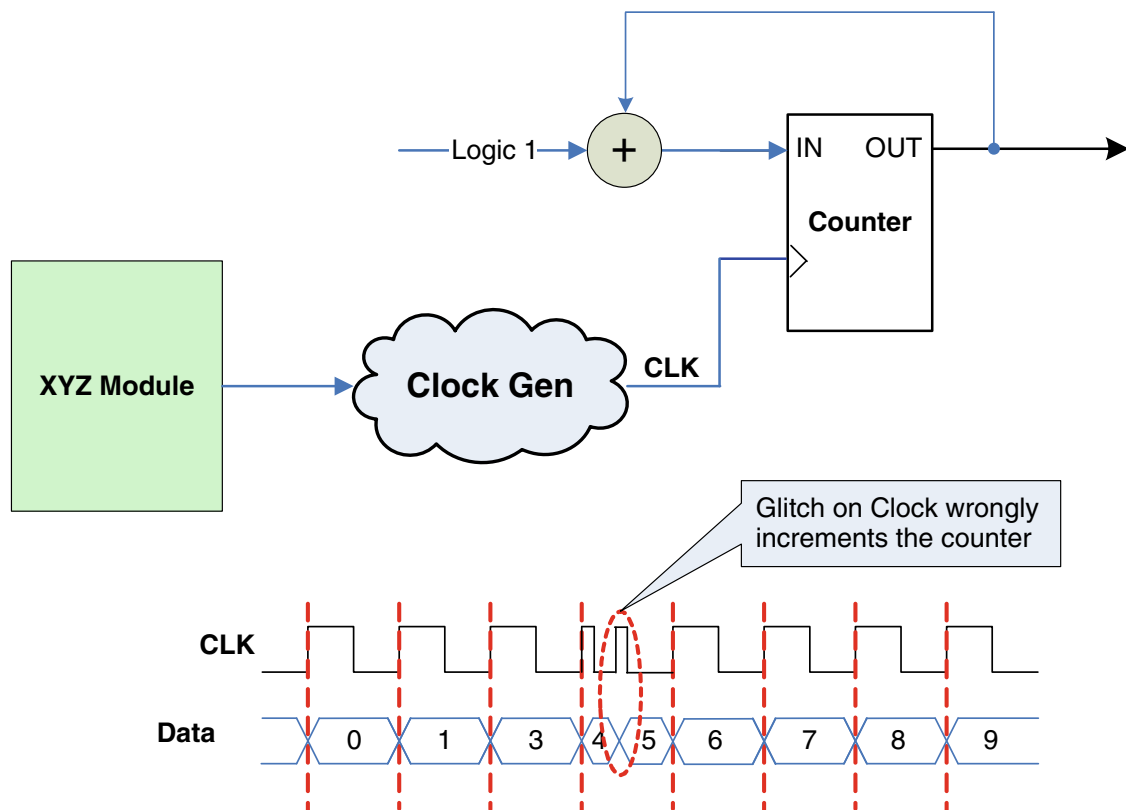 Logic 1
+
IN OUT
Counter
XYZ Module
Clock Gen
CLK
Glitch on Clock wrongly
increments the counter
CLK
Data
0 1 3 4 5 6 7 8 9